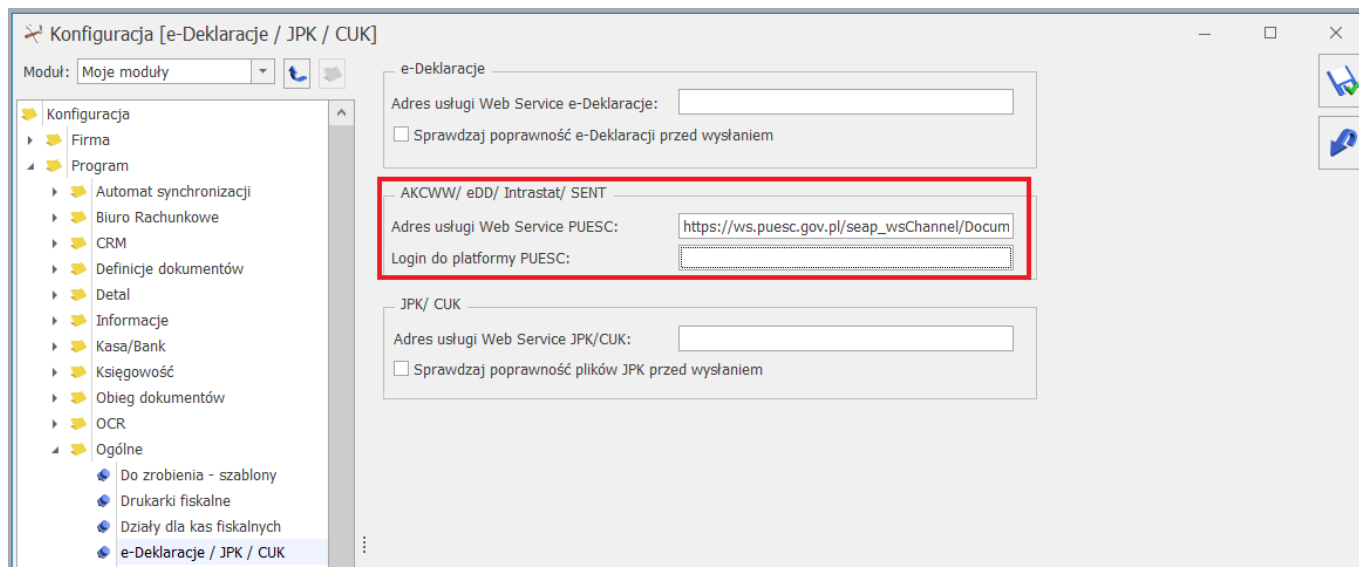 Konfiguracja [e-Deklaracje / JPK / CUK]
Moduł: Moje moduły
Konfiguracja
Firma
Program
Automat synchronizacji
Biuro Rachunkowe
CRM
Definicje dokumentów
Detal
Informacje
Kasa/Bank
Księgowość
Obieg dokumentów
OCR
Ogólne
Do zrobienia - szablony
Drukarki fiskalne
Działy dla kas fiskalnych
e-Deklaracje / JPK / CUK
e-Deklaracje
Adres usługi Web Service e-Deklaracje:
Sprawdzaj poprawność e-Deklaracji przed wysłaniem
AKCWW/ eDD/ Intrastat/ SENT
Adres usługi Web Service PUESC: https://ws.puesc.gov.pl/seap_wsChannel/Docum
Login do platformy PUESC:
JPK/ CUK
Adres usługi Web Service JPK/CUK:
Sprawdzaj poprawność plików JPK przed wysłaniem